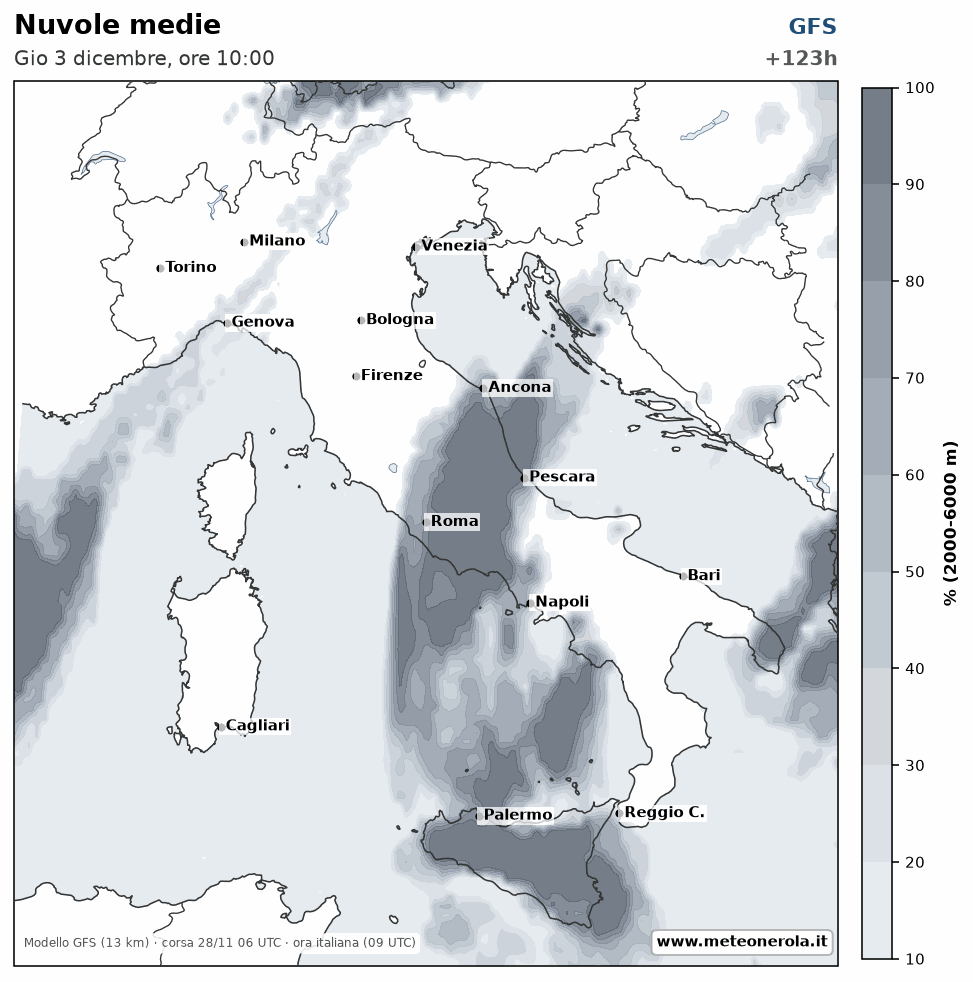 Nuvole medie
GFS
Gio 3 dicembre, ore 10:00
+123h
100
90
80
70
60
50
40
30
20
10
% (2000-6000 m)
Milano
Venezia
Torino
Genova
Bologna
Firenze
Ancona
Pescara
Roma
Bari
Napoli
Cagliari
Reggio C.
Palermo
Modello GFS (13 km) · corsa 28/11 06 UTC · ora italiana (09 UTC)
www.meteonerola.it